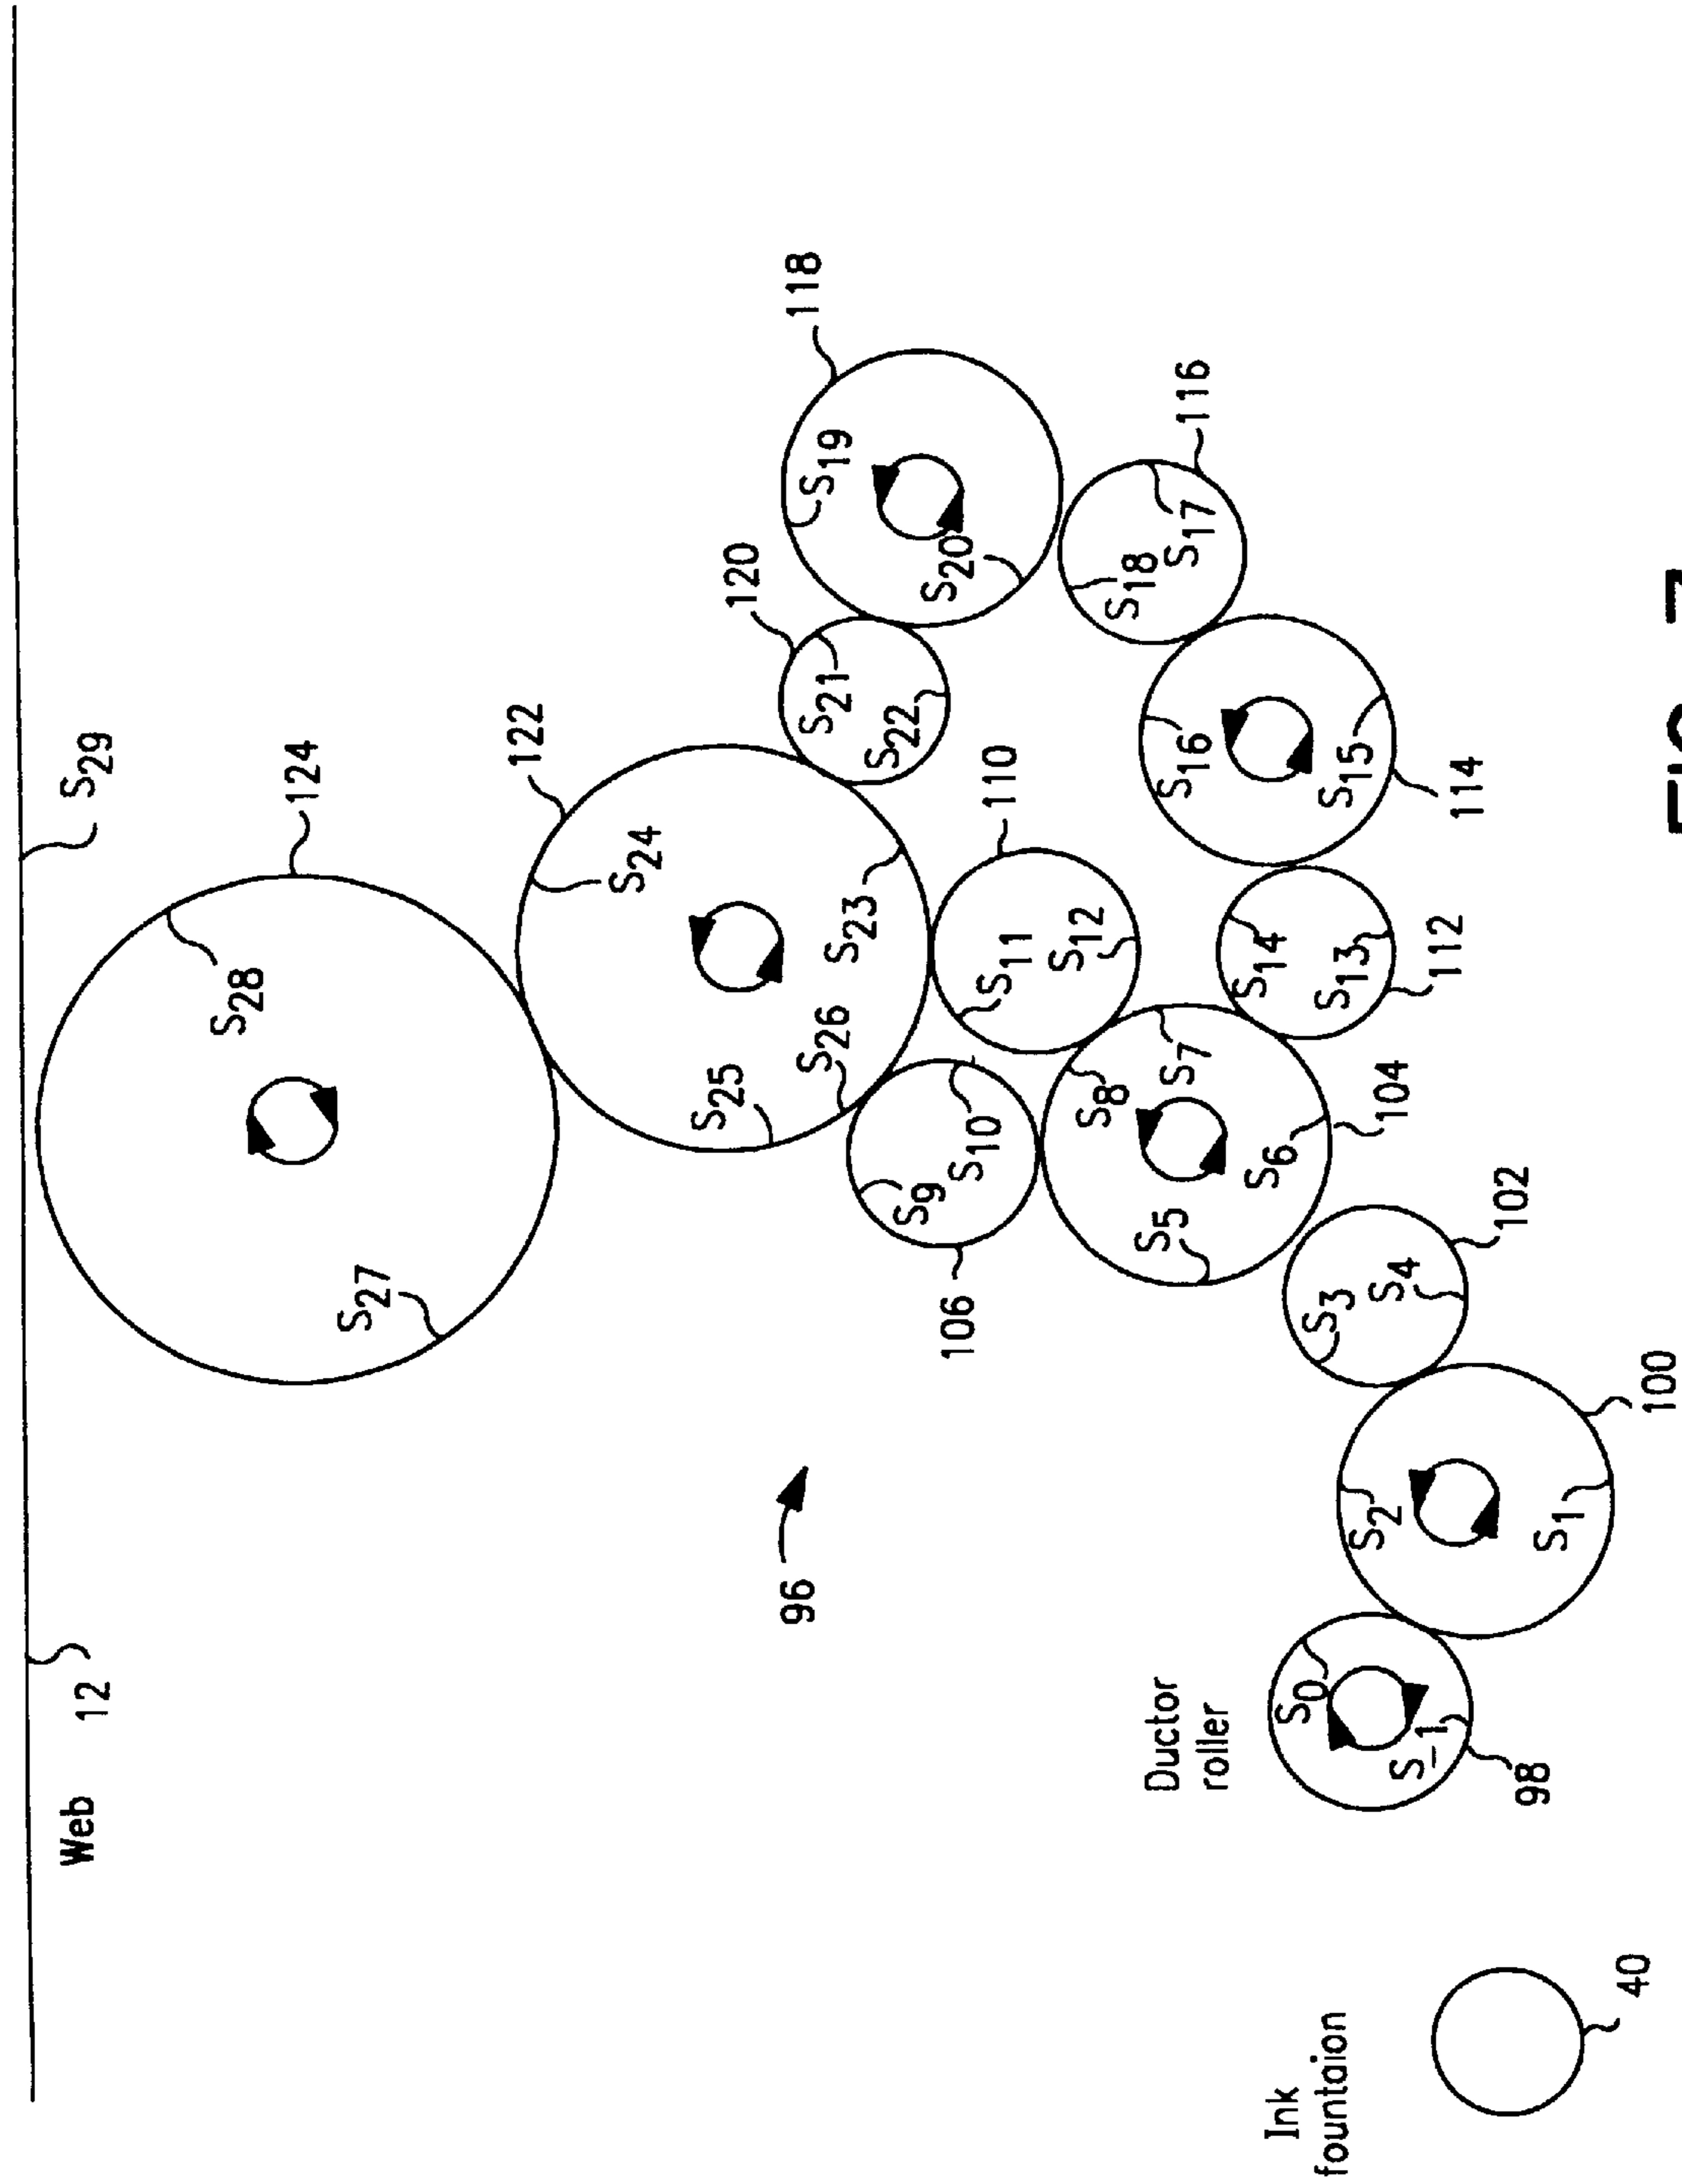 Web 12
S29
S28
124
S27
122
S24
S25
96
120
118
S21
S19
S26
S23
S22
S20
S9
106
S10
S11
110
S12
S8
Ductor
roller
S5
S7
S18
S17
116
S16
S6
S14
S0
Ink
fountaion
S3
S13
S15
S2
S4
104
S-1
112
114
102
98
S1
40
100